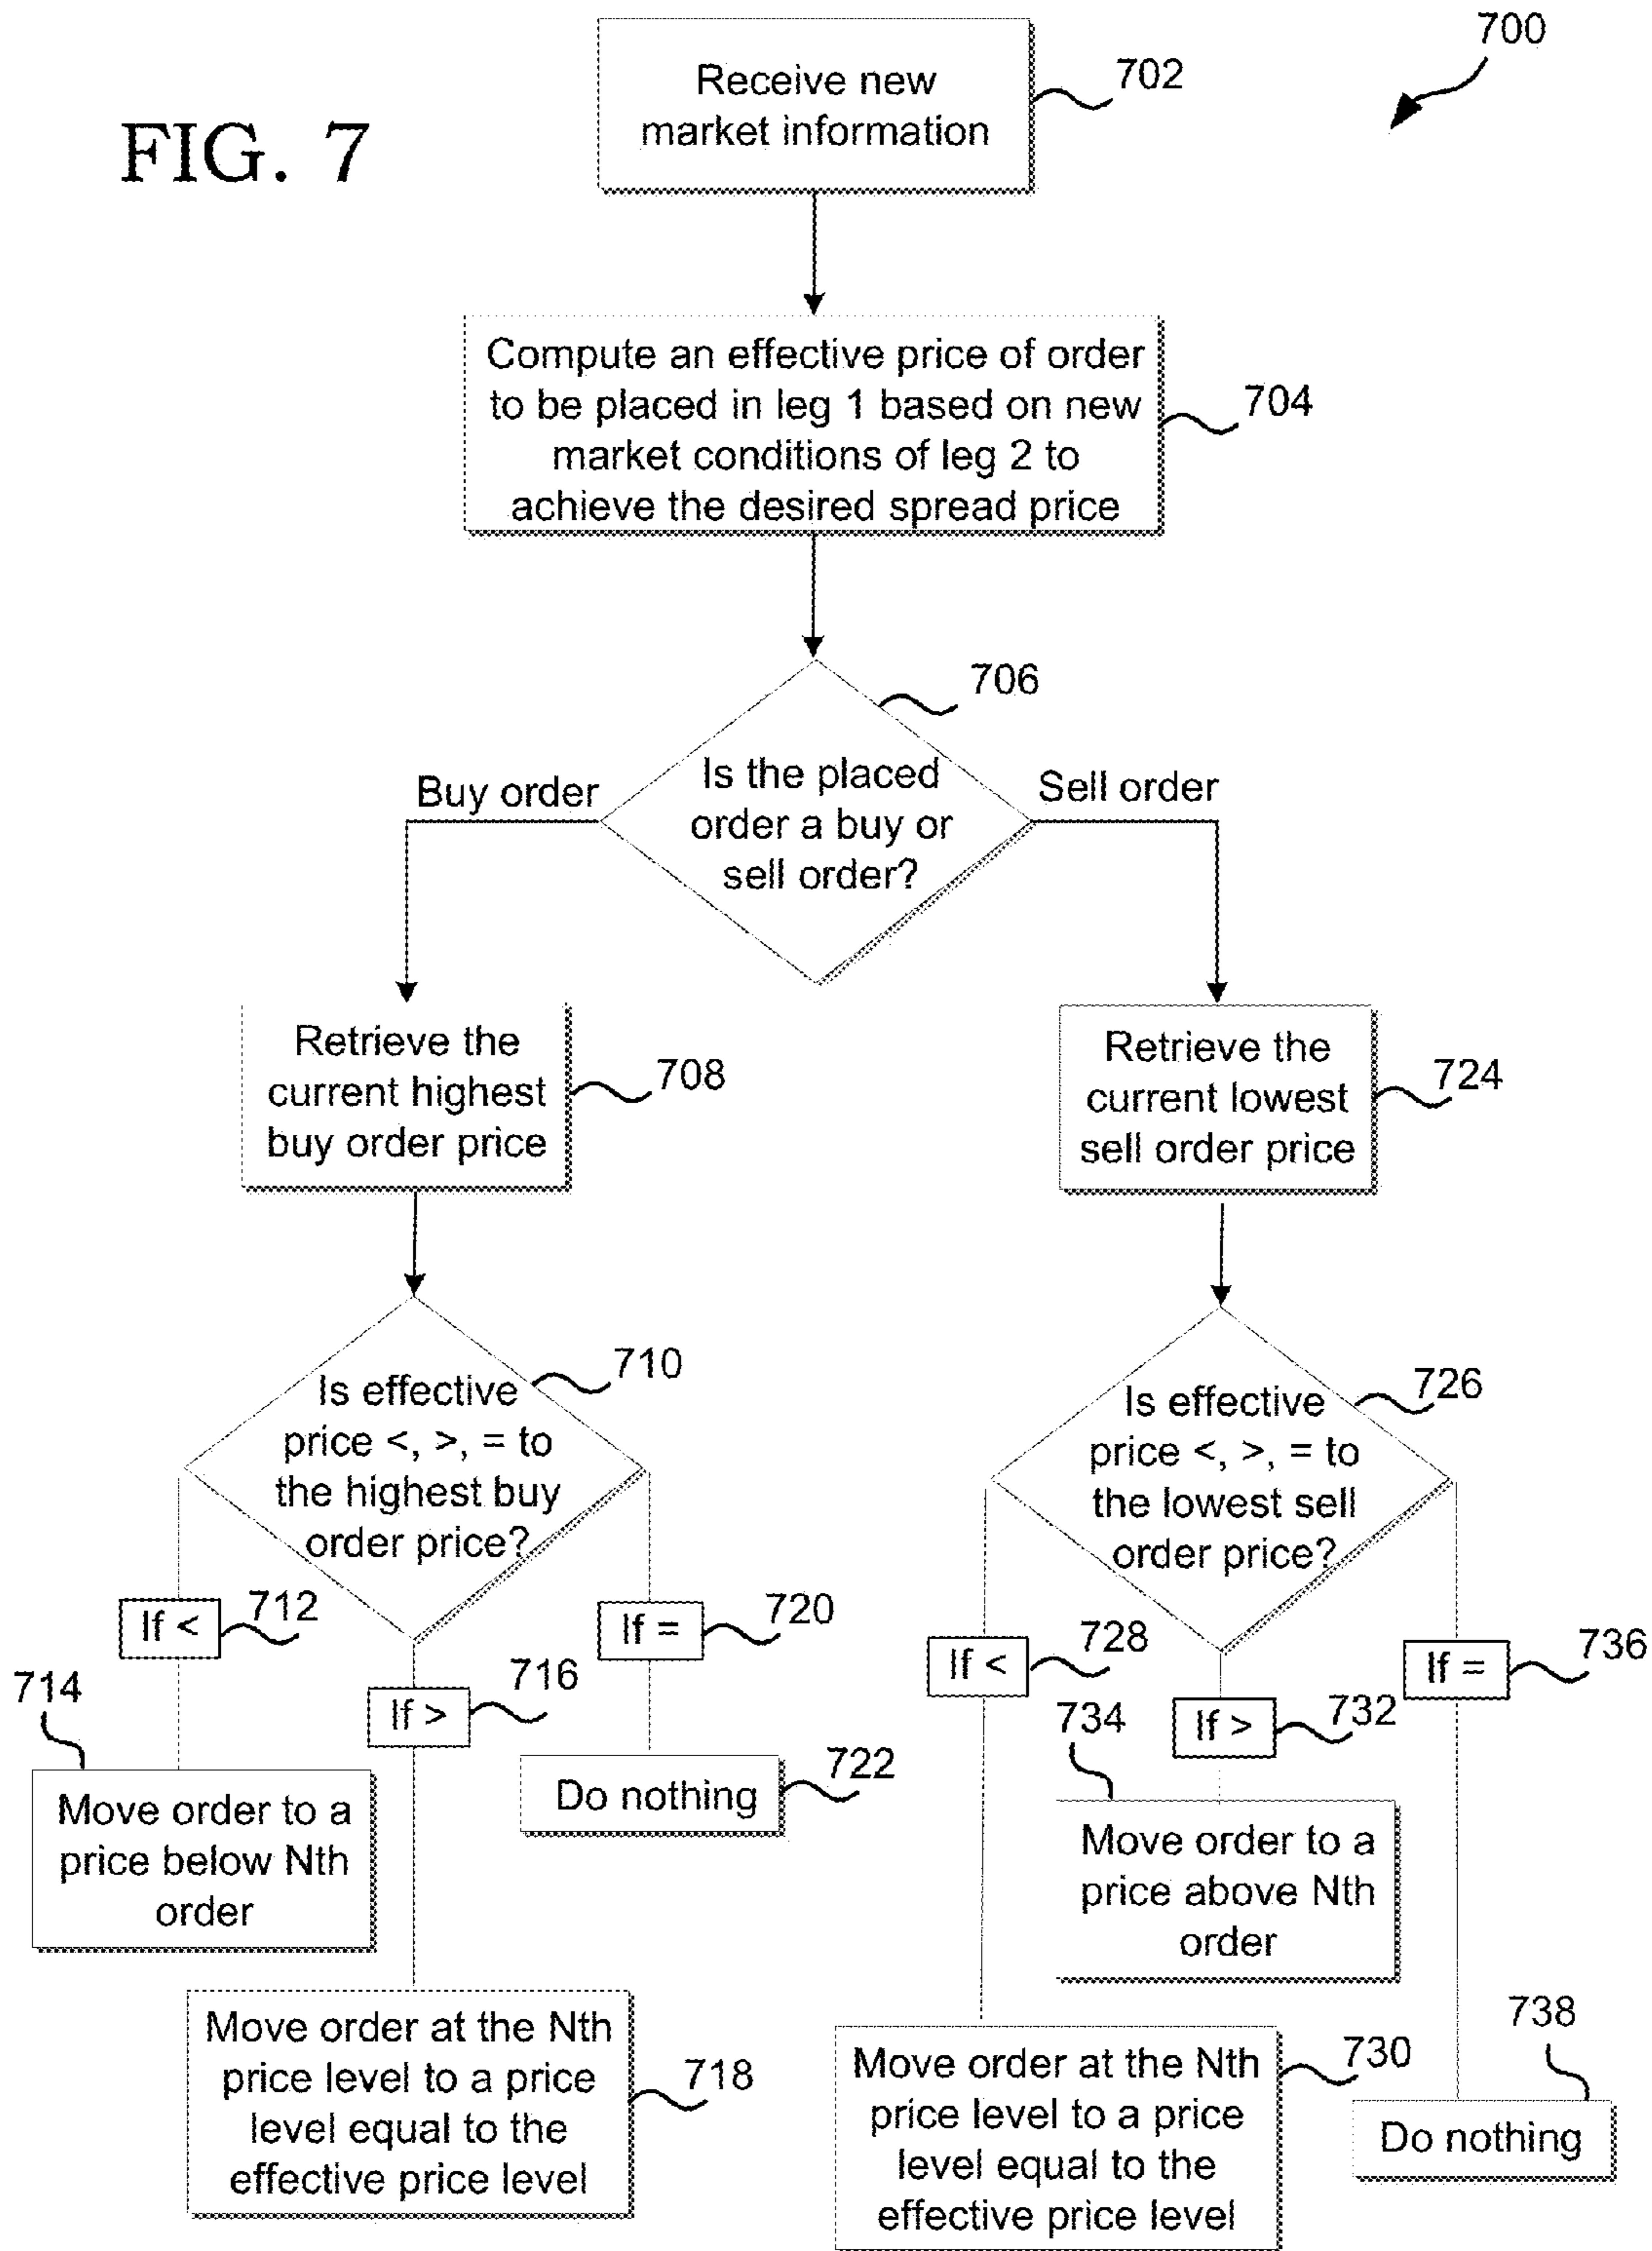 700
FIG. 7
Receive new
market information
702
Compute an effective price of order
to be placed in leg 1 based on new
market conditions of leg 2 to
achieve the desired spread price
704
706
Is the placed
order a buy or
sell order?
Buy order
Sell order
Retrieve the
current highest
buy order price
708
Retrieve the
current lowest
sell order price
724
Is effective
price <, >, = to
the highest buy
order price?
710
Is effective
price <, >, = to
the lowest sell
order price?
726
If <
712
If >
716
If =
720
714
Move order to a
price below Nth
order
Do nothing
722
Move order at the Nth
price level to a price
level equal to the
effective price level
718
If <
728
If >
732
If =
736
734
Move order to a
price above Nth
order
Move order at the Nth
price level to a price
level equal to the
effective price level
730
738
Do nothing